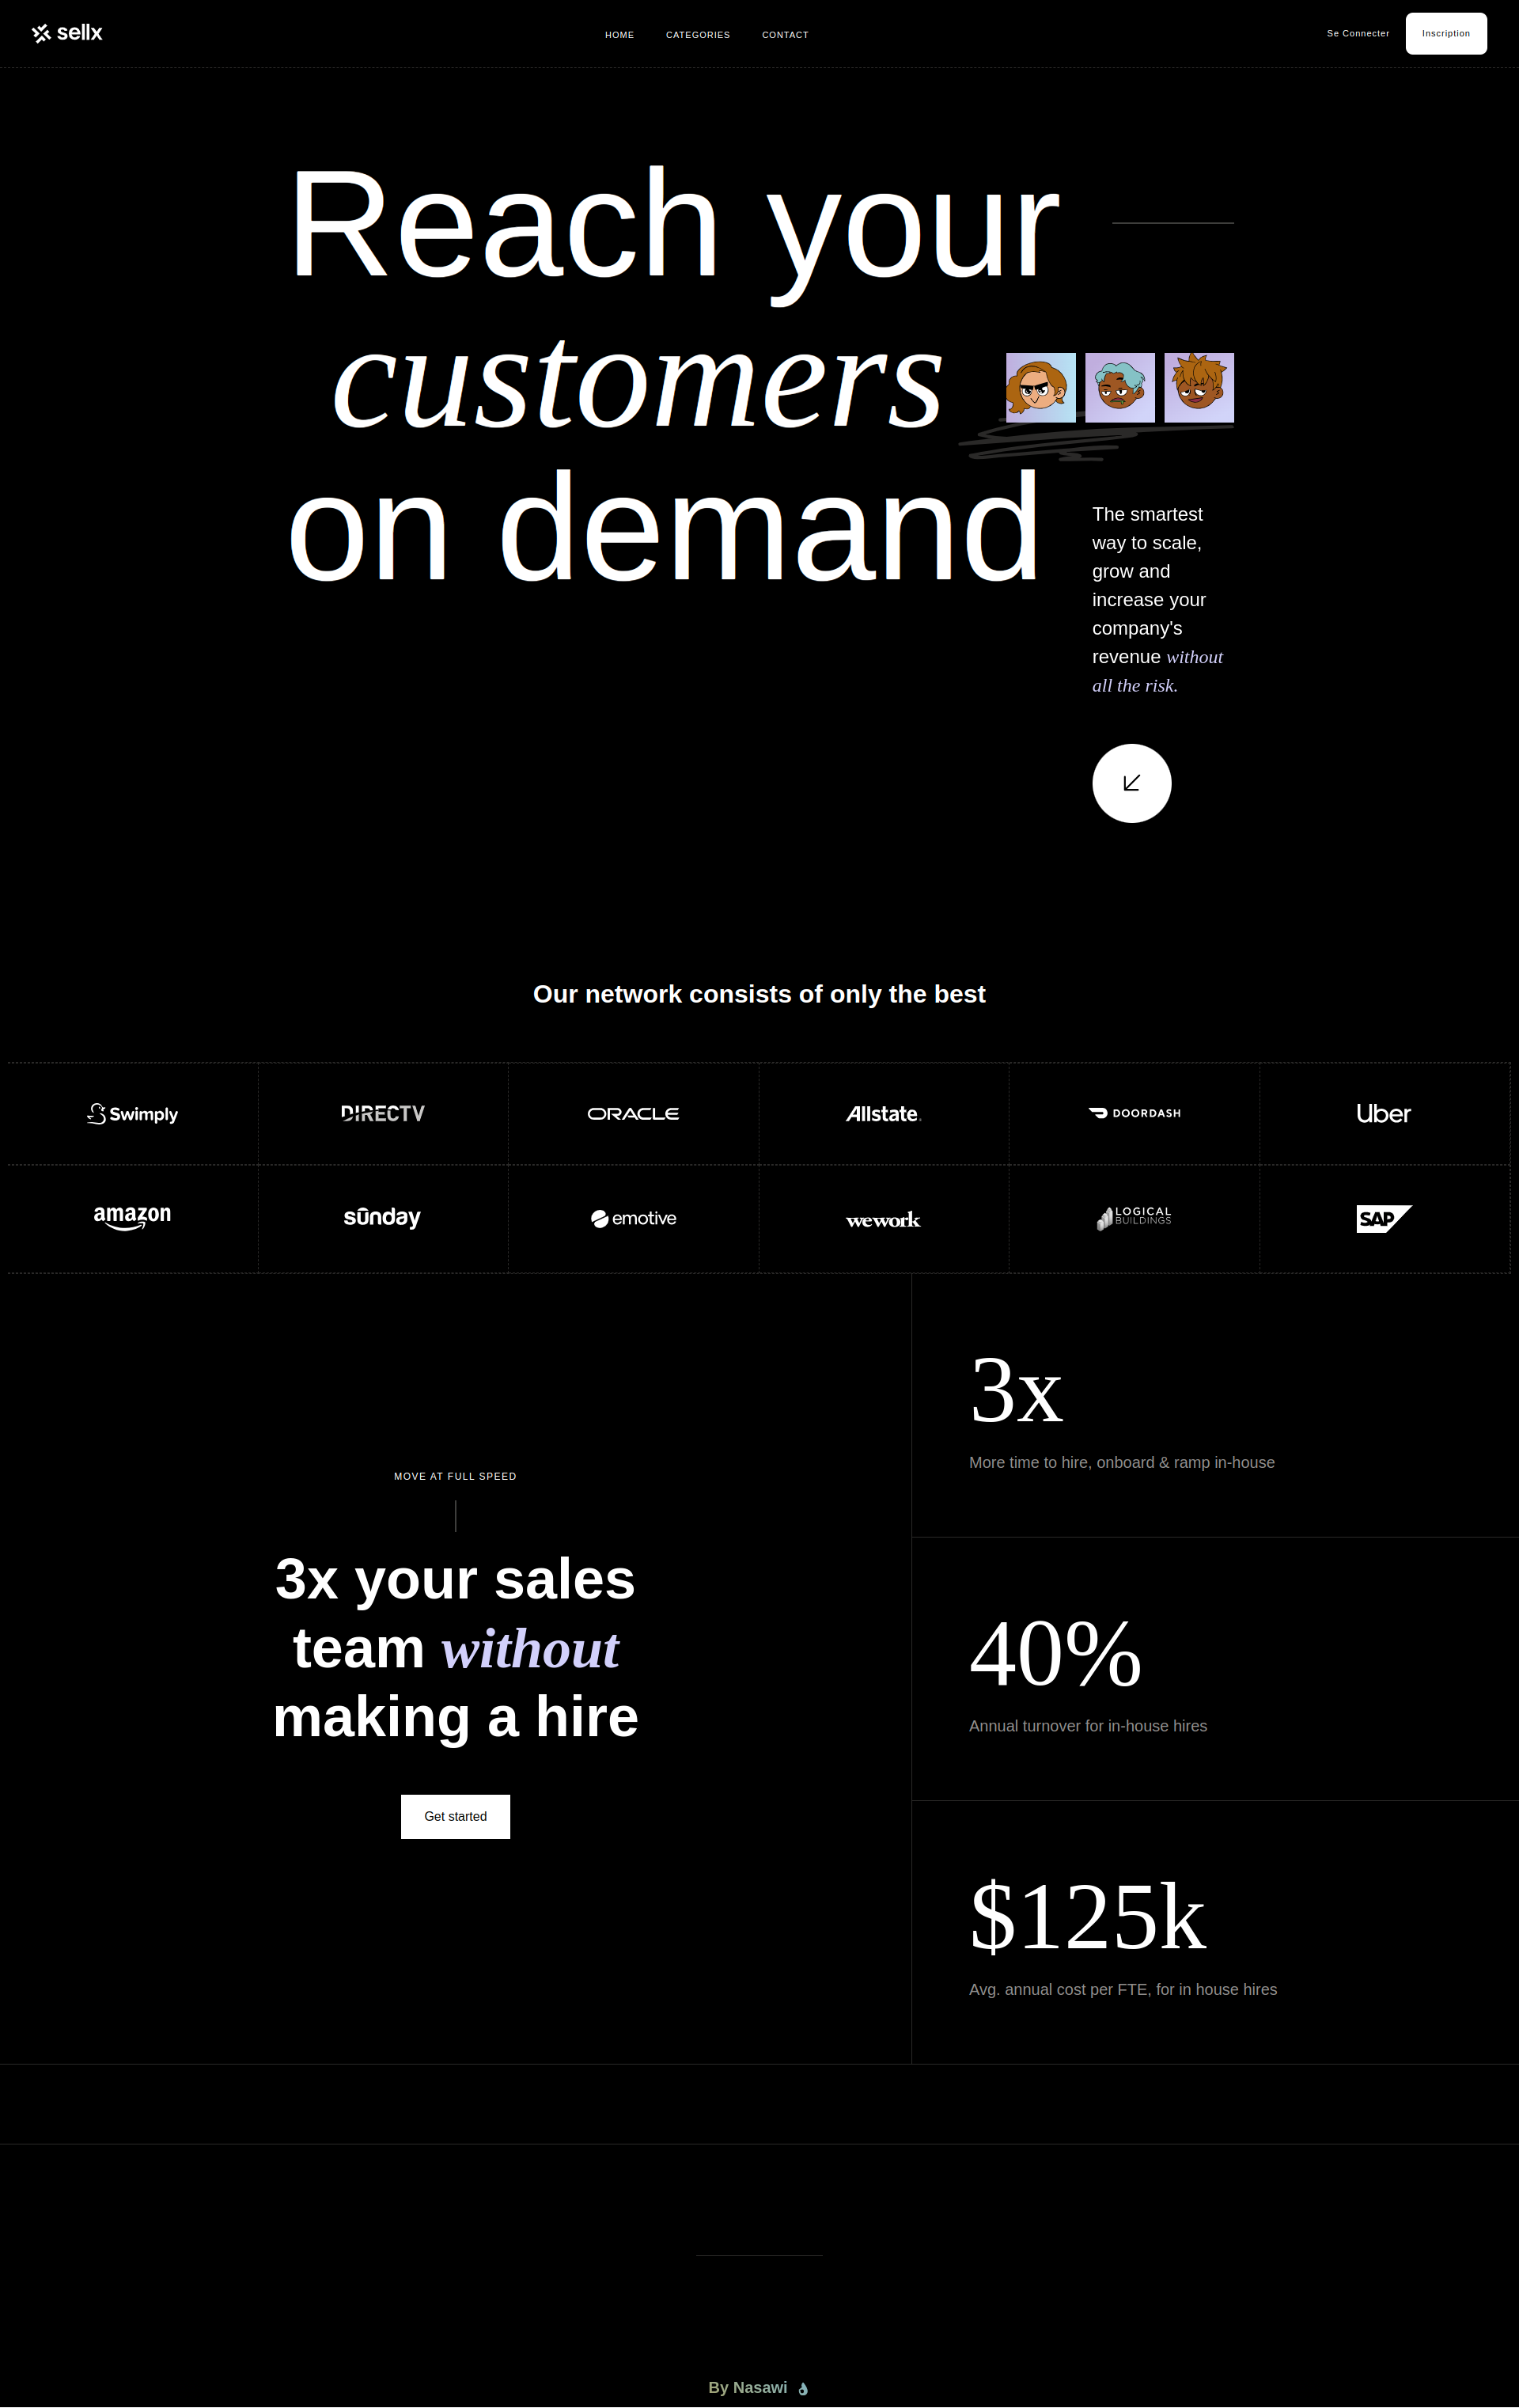 sellx
HOME CATEGORIES CONTACT
Se Connecter Inscription
Reach your
customers
on demand
The smartest
way to scale,
grow and
increase your
company's
revenue without
all the risk.
Our network consists of only the best
Swimply DIRECTV ORACLE Allstate. DOORDASH Uber
amazon sunday emotive wework LOGICAL BUILDINGS SAP
MOVE AT FULL SPEED
3x your sales
team without
making a hire
Get started
3x
More time to hire, onboard & ramp in-house
40%
Annual turnover for in-house hires
$125k
Avg. annual cost per FTE, for in house hires
By Nasawi 👌